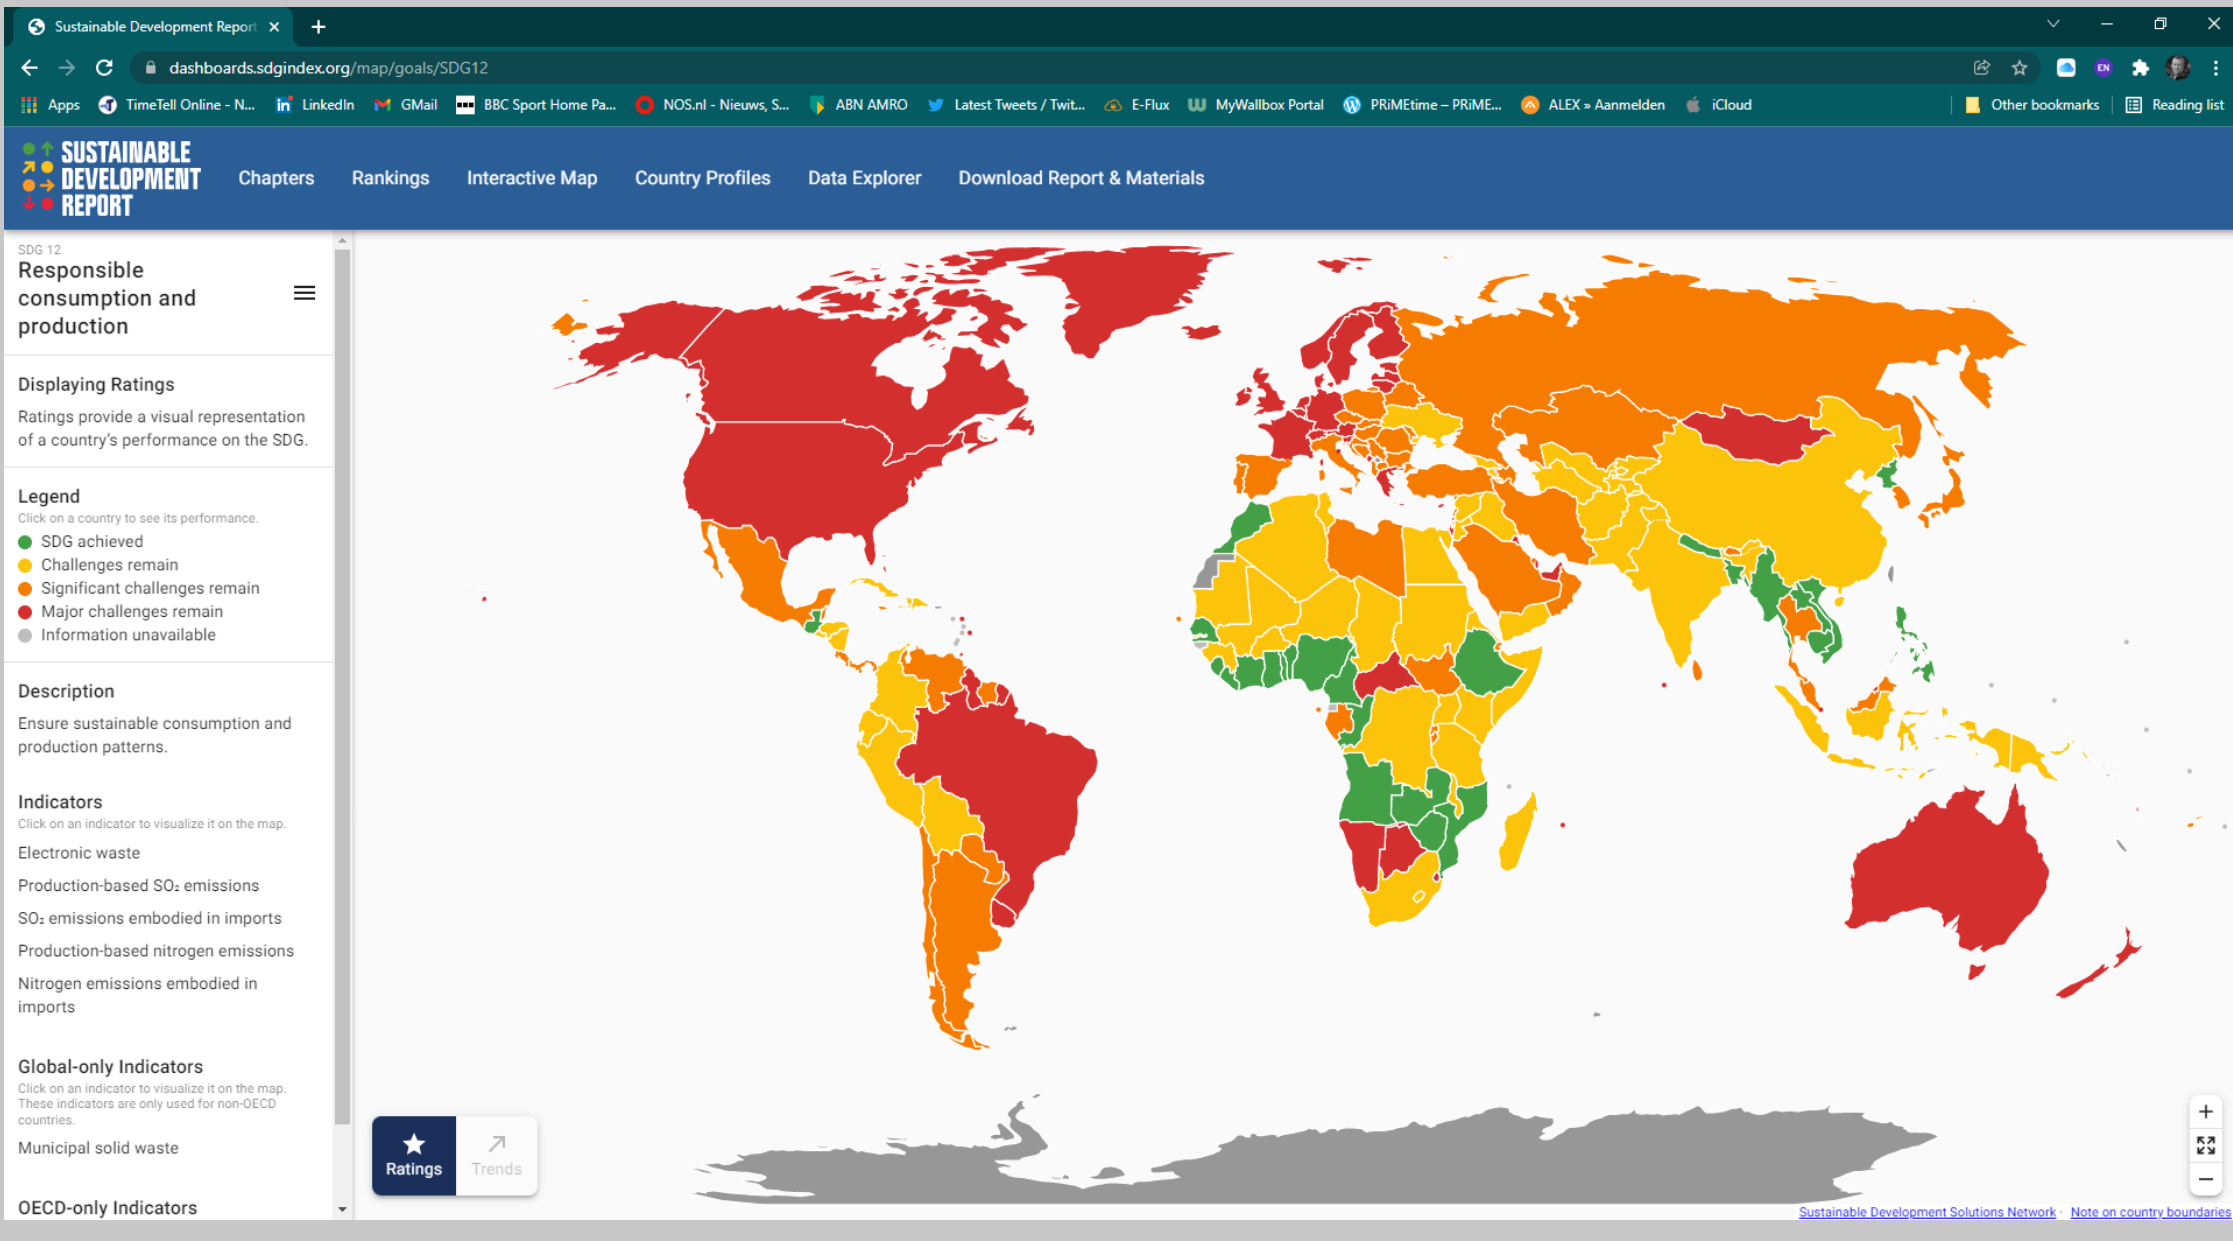 Sustainable Development Report
dashboards.sdgindex.org/map/goals/SDG12
EN
Apps
TimeTell Online - N...
LinkedIn
GMail
BBC Sport Home Pa...
NOS.nl - Nieuws, S...
ABN AMRO
Latest Tweets / Twit...
E-Flux
MyWallbox Portal
PRiMEtime – PRiME...
ALEX » Aanmelden
iCloud
Other bookmarks
Reading list
SUSTAINABLE
DEVELOPMENT
REPORT
Chapters
Rankings
Interactive Map
Country Profiles
Data Explorer
Download Report & Materials
SDG 12
Responsible
consumption and
production
Displaying Ratings
Ratings provide a visual representation
of a country's performance on the SDG.
Legend
Click on a country to see its performance.
SDG achieved
Challenges remain
Significant challenges remain
Major challenges remain
Information unavailable
Description
Ensure sustainable consumption and
production patterns.
Indicators
Click on an indicator to visualize it on the map.
Electronic waste
Production-based SO₂ emissions
SO₂ emissions embodied in imports
Production-based nitrogen emissions
Nitrogen emissions embodied in
imports
Global-only Indicators
Click on an indicator to visualize it on the map.
These indicators are only used for non-OECD
countries.
Municipal solid waste
OECD-only Indicators
Ratings
Trends
Sustainable Development Solutions Network · Note on country boundaries